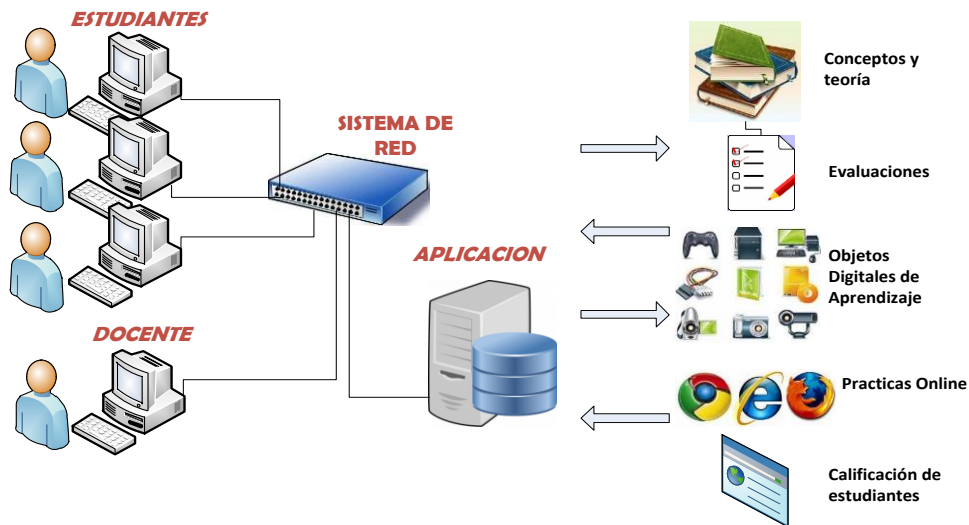 ESTUDIANTES
SISTEMA DE
RED
APLICACION
DOCENTE
Conceptos y
teoría
Evaluaciones
Objetos
Digitales de
Aprendizaje
Practicas Online
Calificación de
estudiantes